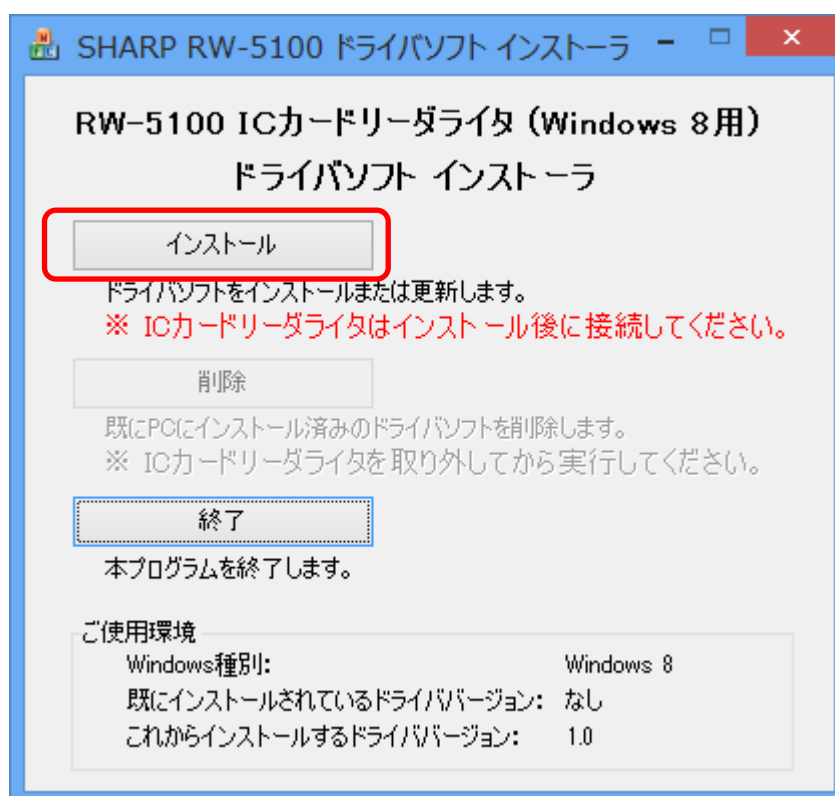 SHARP RW-5100 ドライバソフト インストーラ
RW-5100 ICカードリーダライタ (Windows 8用)
ドライバソフト インストーラ
インストール
ドライバソフトをインストールまたは更新します。
※ ICカードリーダライタはインストール後に接続してください。
削除
既にPCにインストール済みのドライバソフトを削除します。
※ ICカードリーダライタを取り外してから実行してください。
終了
本プログラムを終了します。
ご使用環境
Windows種別: Windows 8
既にインストールされているドライババージョン: なし
これからインストールするドライババージョン: 1.0